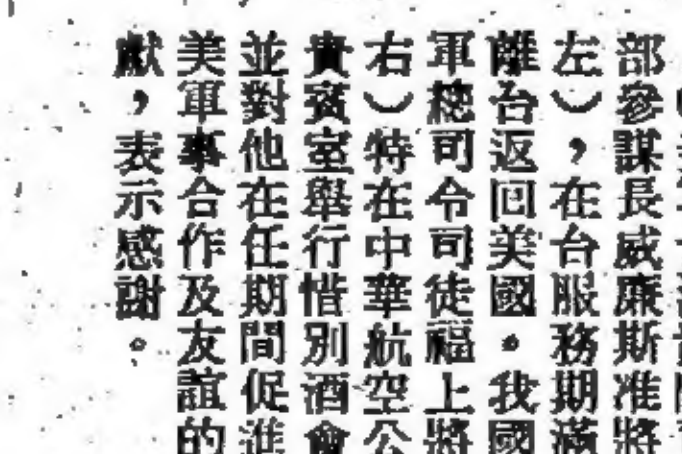 部參謀長威廉斯准將
左），在台服務期滿
離台返回美國。我國
軍總司令司徒福上將
右）特在中華航空公
貴賓室舉行惜別酒會
並對他在任期間促進
美軍事合作及友誼的
獻，表示感謝。